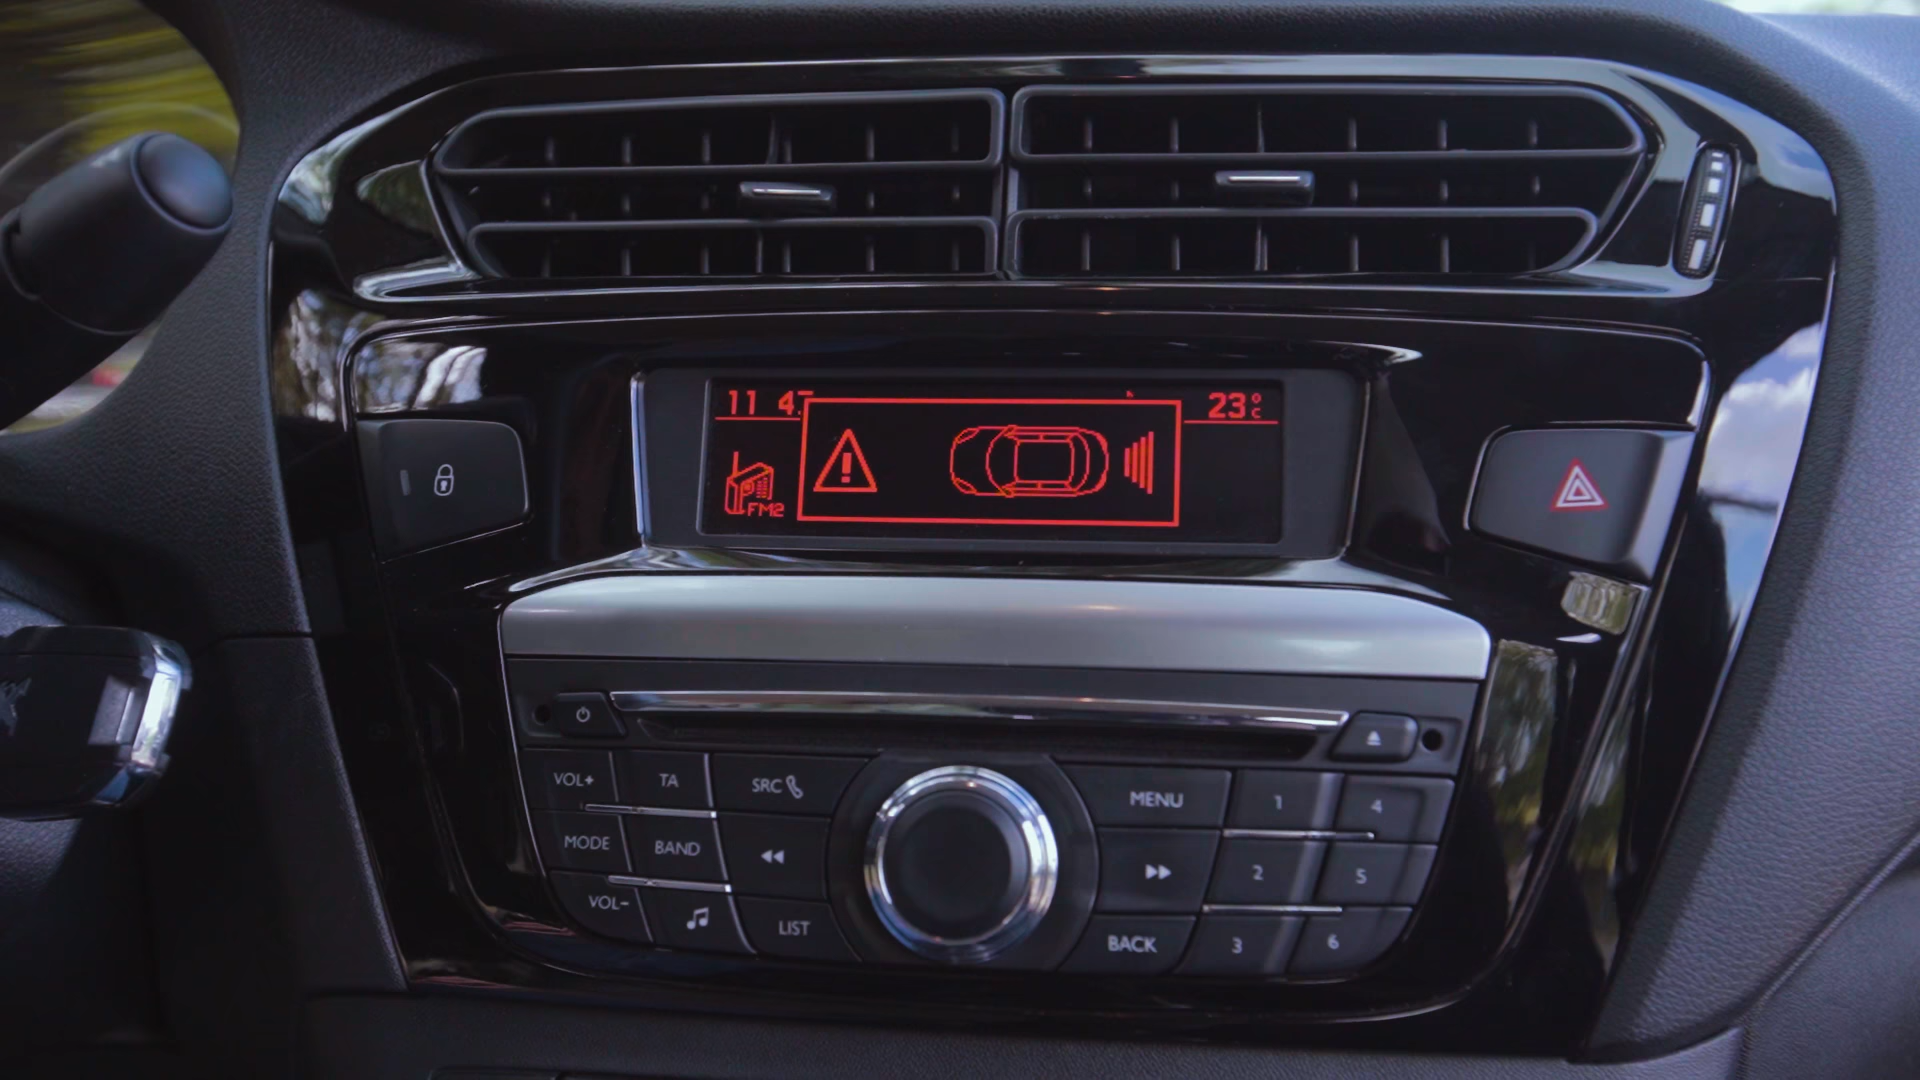 11 4
23°C
FM2
VOL+ TA SRC MENU 1 4
MODE BAND 2 5
VOL- LIST BACK 3 6